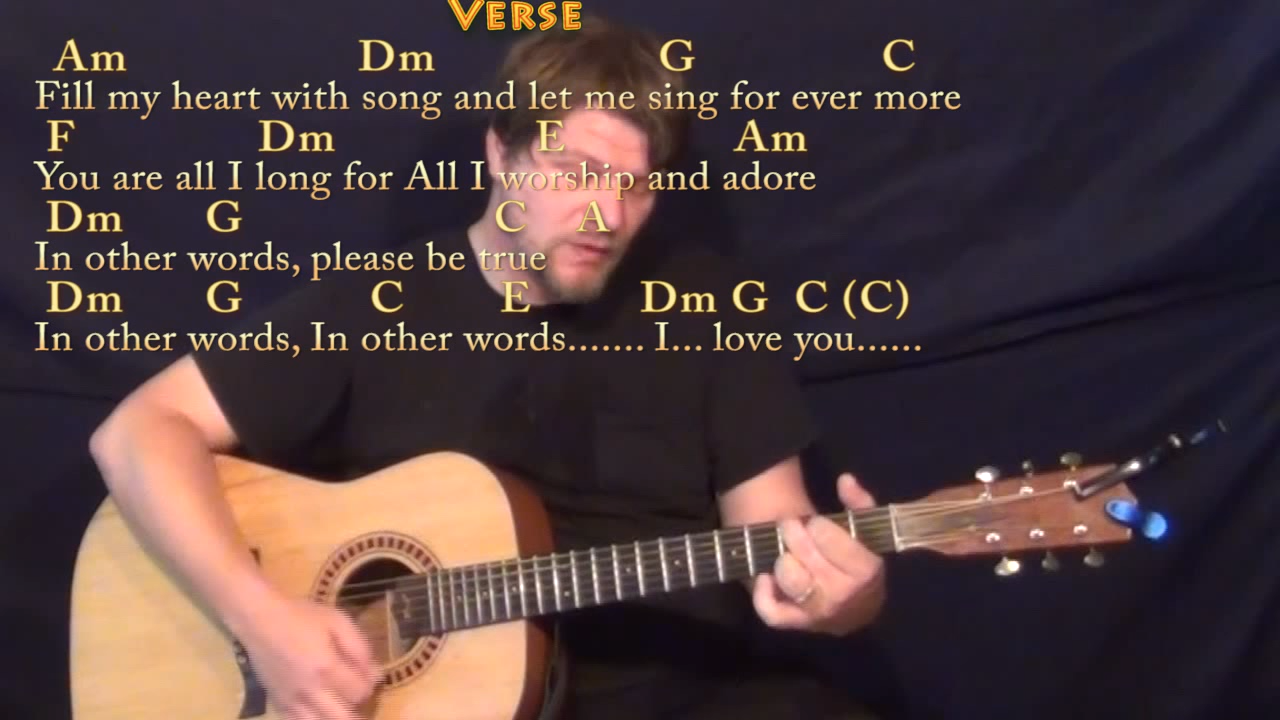 VERSE
Am Dm G C
Fill my heart with song and let me sing for ever more
F Dm E Am
You are all I long for All I worship and adore
Dm G C A
In other words, please be true
Dm G C E Dm G C (C)
In other words, In other words....... I... love you......